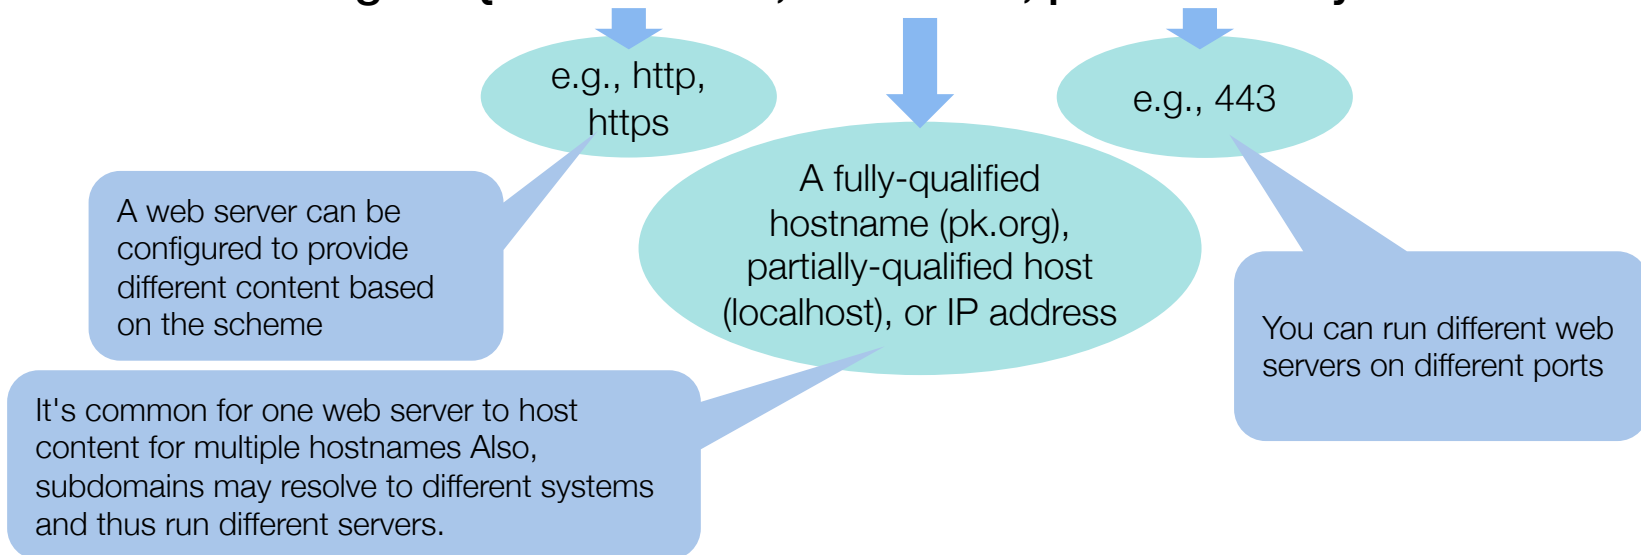 e.g., http,
https
e.g., 443
A fully-qualified
hostname (pk.org),
partially-qualified host
(localhost), or IP address
A web server can be
configured to provide
different content based
on the scheme
You can run different web
servers on different ports
It's common for one web server to host
content for multiple hostnames Also,
subdomains may resolve to different systems
and thus run different servers.